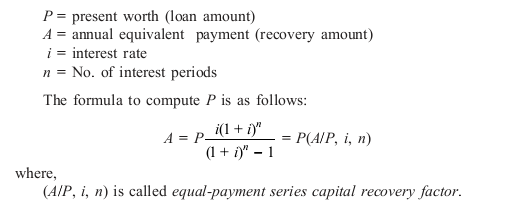 P = present worth (loan amount)
A = annual equivalent payment (recovery amount)
i = interest rate
n = No. of interest periods
The formula to compute P is as follows:
A = P \frac{i(1 + i)^n}{(1 + i)^n − 1} = P(A/P, i, n)
where,
(A/P, i, n) is called equal-payment series capital recovery factor.